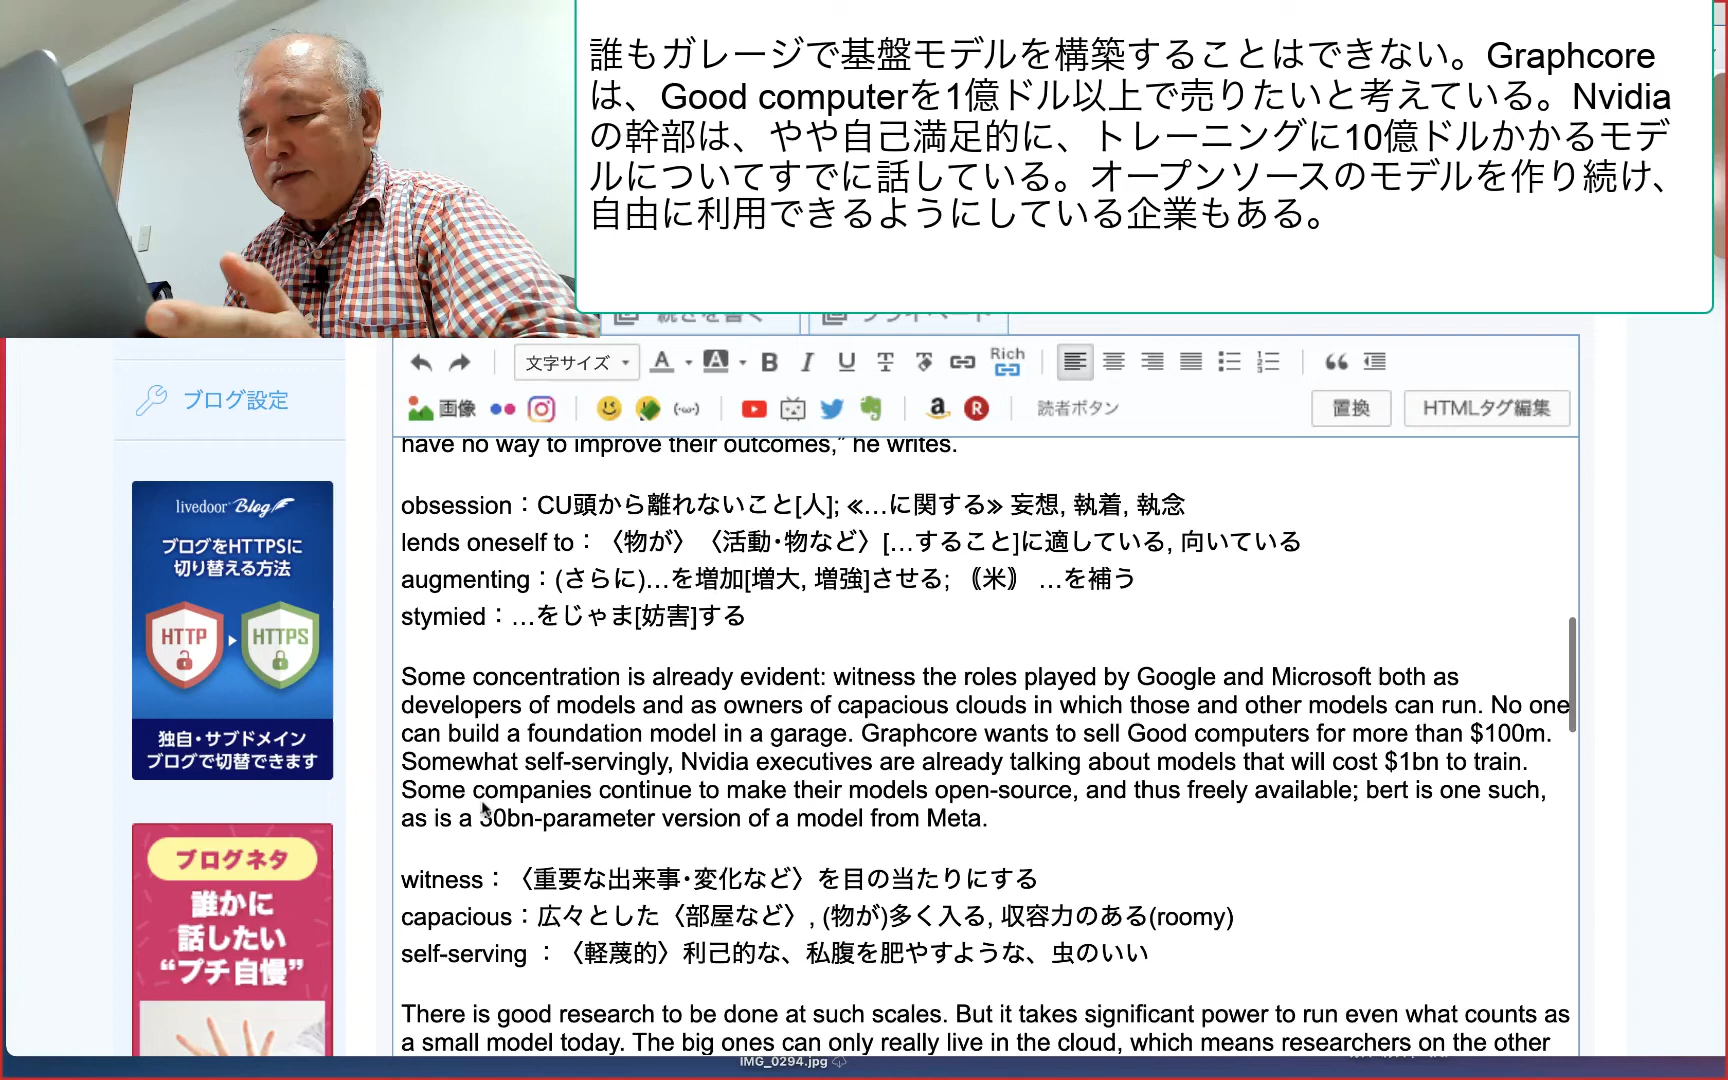 誰もガレージで基盤モデルを構築することはできない。Graphcore
は、Good computerを1億ドル以上で売りたいと考えている。Nvidia
の幹部は、やや自己満足的に、トレーニングに10億ドルかかるモデ
ルについてすでに話している。オープンソースのモデルを作り続け、
自由に利用できるようにしている企業もある。
文字サイズ
Rich
画像
読者ボタン
置換
HTMLタグ編集
ブログ設定
livedoor Blog
ブログをHTTPSに
切り替える方法
HTTP
HTTPS
独自・サブドメイン
ブログで切替できます
ブログネタ
誰かに
話したい
“プチ自慢”
have no way to improve their outcomes,” he writes.
obsession：CU頭から離れないこと[人]; ≪…に関する≫ 妄想, 執着, 執念
lends oneself to：〈物が〉〈活動･物など〉[…すること]に適している, 向いている
augmenting：(さらに)…を増加[増大, 増強]させる; ⦅米⦆ …を補う
stymied：…をじゃま[妨害]する
Some concentration is already evident: witness the roles played by Google and Microsoft both as
developers of models and as owners of capacious clouds in which those and other models can run. No one
can build a foundation model in a garage. Graphcore wants to sell Good computers for more than $100m.
Somewhat self-servingly, Nvidia executives are already talking about models that will cost $1bn to train.
Some companies continue to make their models open-source, and thus freely available; bert is one such,
as is a 30bn-parameter version of a model from Meta.
witness：〈重要な出来事･変化など〉を目の当たりにする
capacious：広々とした〈部屋など〉, (物が)多く入る, 収容力のある(roomy)
self-serving ：〈軽蔑的〉利己的な、私腹を肥やすような、虫のいい
There is good research to be done at such scales. But it takes significant power to run even what counts as
a small model today. The big ones can only really live in the cloud, which means researchers on the other
IMG_0294.jpg